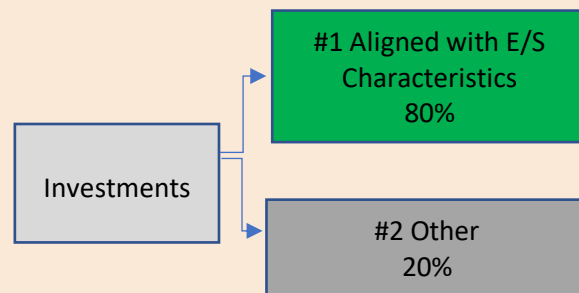 #1 Aligned with E/S
Characteristics
80%
Investments
#2 Other
20%